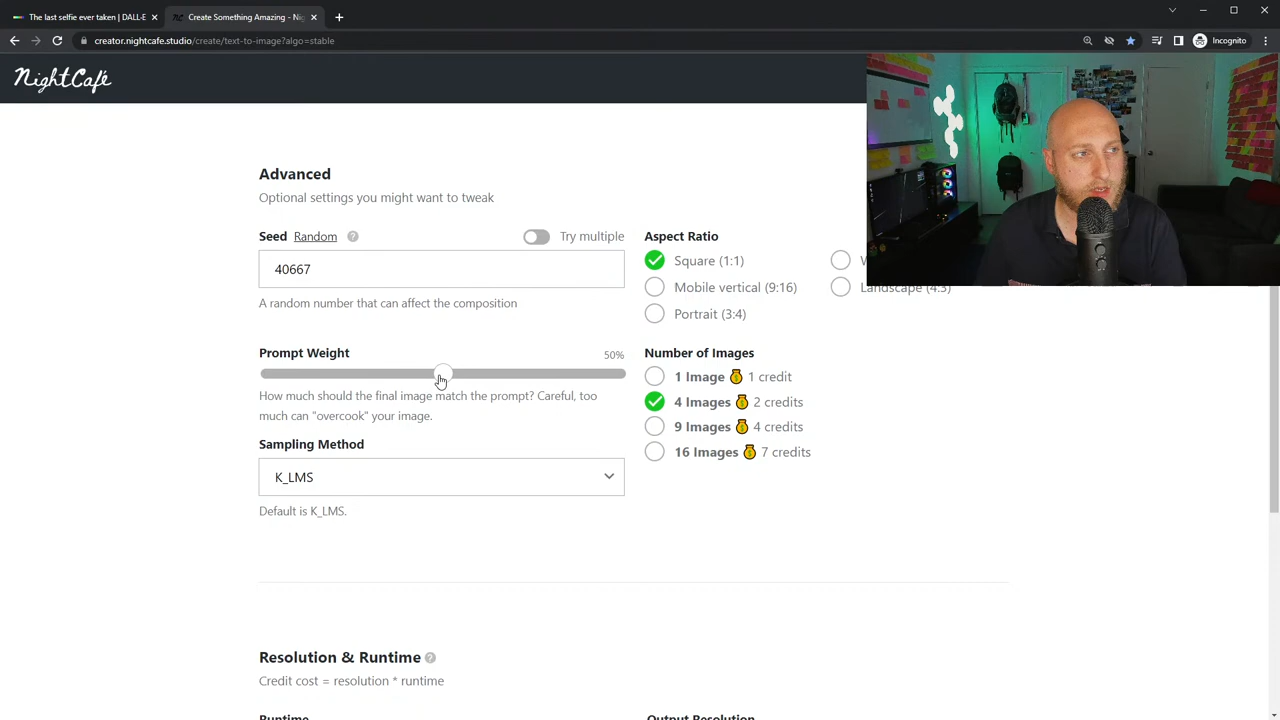 The last selfie ever taken | DALL·E
Create Something Amazing - Nig
creator.nightcafe.studio/create/text-to-image?algo=stable
Incognito
NightCafé
Advanced
Optional settings you might want to tweak
Seed Random ?
Try multiple
40667
A random number that can affect the composition
Aspect Ratio
Square (1:1)
Mobile vertical (9:16)
Landscape (4:3)
Portrait (3:4)
Prompt Weight
50%
How much should the final image match the prompt? Careful, too
much can "overcook" your image.
Number of Images
1 Image 1 credit
4 Images 2 credits
9 Images 4 credits
16 Images 7 credits
Sampling Method
K_LMS
Default is K_LMS.
Resolution & Runtime ?
Credit cost = resolution * runtime
Runtime
Output Resolution